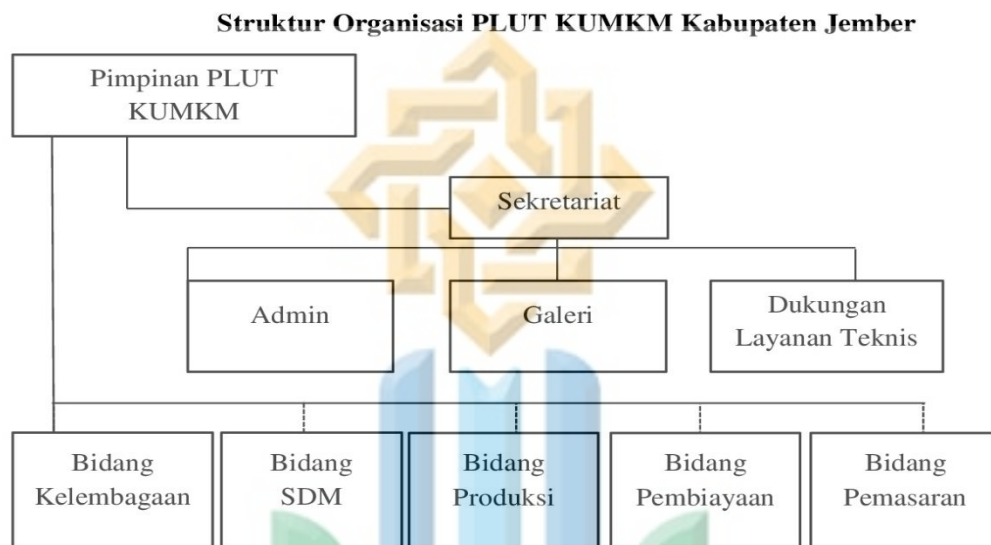 Struktur Organisasi PLUT KUMKM Kabupaten Jember
Pimpinan PLUT
KUMKM
Sekretariat
Admin
Galeri
Dukungan
Layanan Teknis
Bidang
Kelembagaan
Bidang
SDM
Bidang
Produksi
Bidang
Pembiayaan
Bidang
Pemasaran